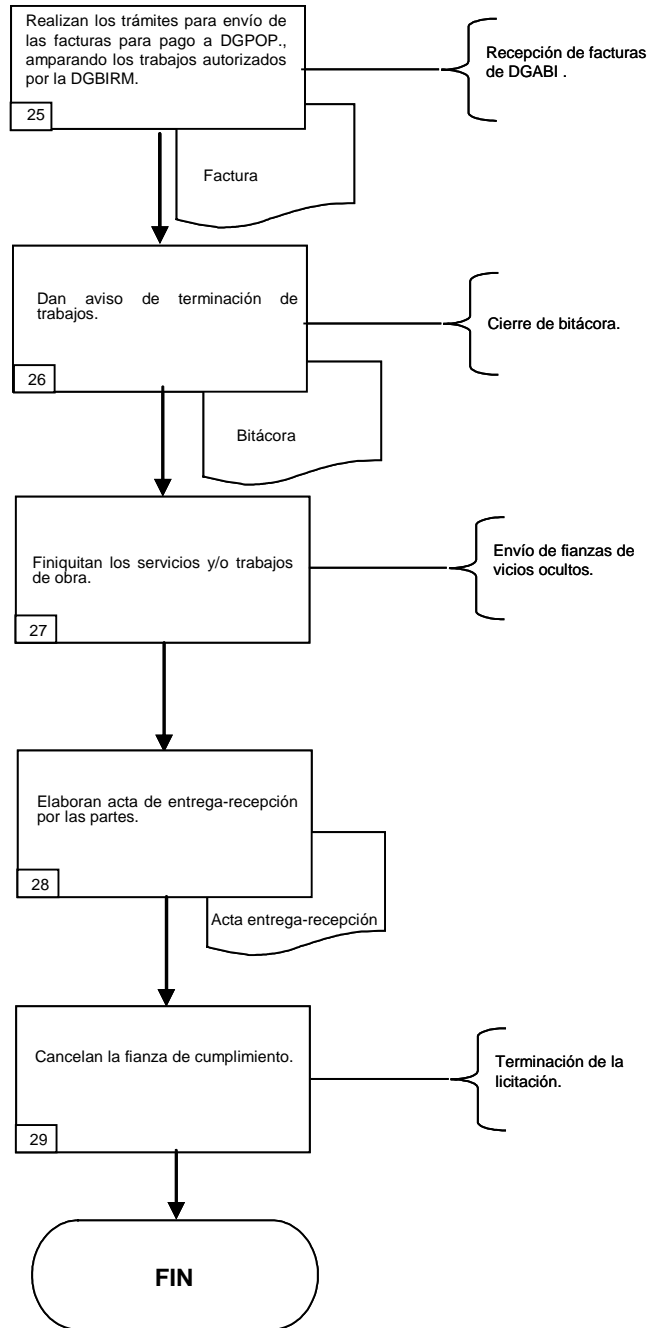 Realizan los trámites para envío de
las facturas para pago a DGPOP.,
amparando los trabajos autorizados
por la DGBIRM.
25
Recepción de facturas
de DGABI .
Factura
Dan aviso de terminación de
trabajos.
26
Cierre de bitácora.
Bitácora
Finiquitan los servicios y/o trabajos
de obra.
27
Envío de fianzas de
vicios ocultos.
Elaboran acta de entrega-recepción
por las partes.
28
Acta entrega-recepción
Cancelan la fianza de cumplimiento.
29
Terminación de la
licitación.
FIN